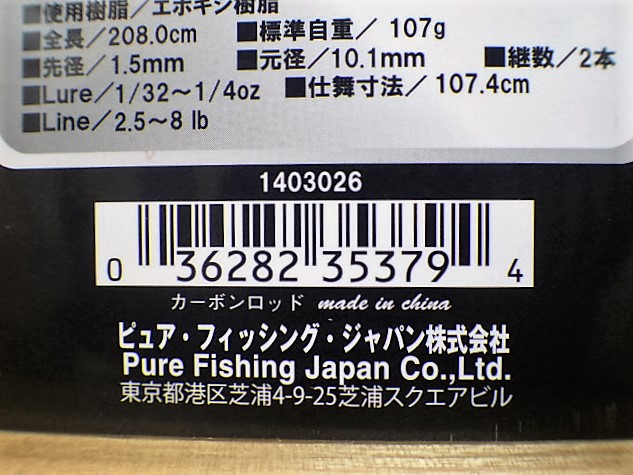 ■使用樹脂／エポキシ樹脂
■全長／208.0cm ■標準自重／ 107g
■先径／1.5mm ■元径／10.1mm ■継数／2本
■Lure／1/32～1/4oz ■仕舞寸法／107.4cm
■Line／2.5～8 lb
1403026
0 36282 35379 4
カーボンロッド made in china
ピュア・フィッシング・ジャパン株式会社
Pure Fishing Japan Co.,Ltd.
東京都港区芝浦4-9-25芝浦スクエアビル